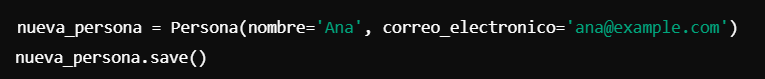 nueva_persona = Persona(nombre='Ana', correo_electronico='ana@example.com')
nueva_persona.save()